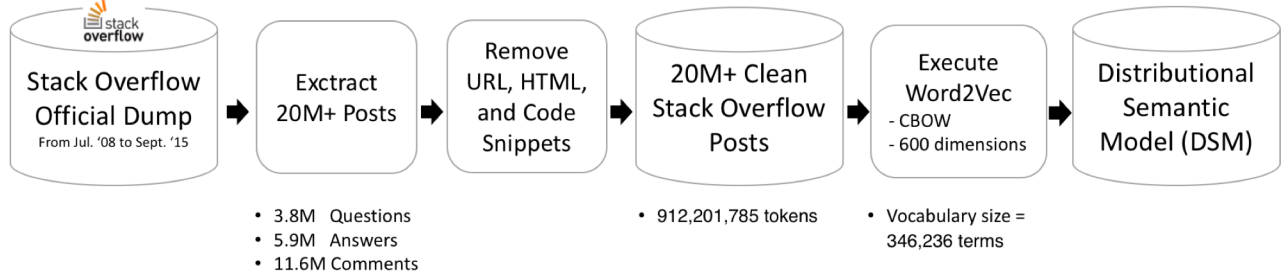 stack
overflow
Stack Overflow
Official Dump
From Jul. ‘08 to Sept. ‘15
Exctract
20M+ Posts
Remove
URL, HTML,
and Code
Snippets
20M+ Clean
Stack Overflow
Posts
Execute
Word2Vec
- CBOW
- 600 dimensions
Distributional
Semantic
Model (DSM)
• 3.8M Questions
• 5.9M Answers
• 11.6M Comments
• 912,201,785 tokens
• Vocabulary size =
346,236 terms